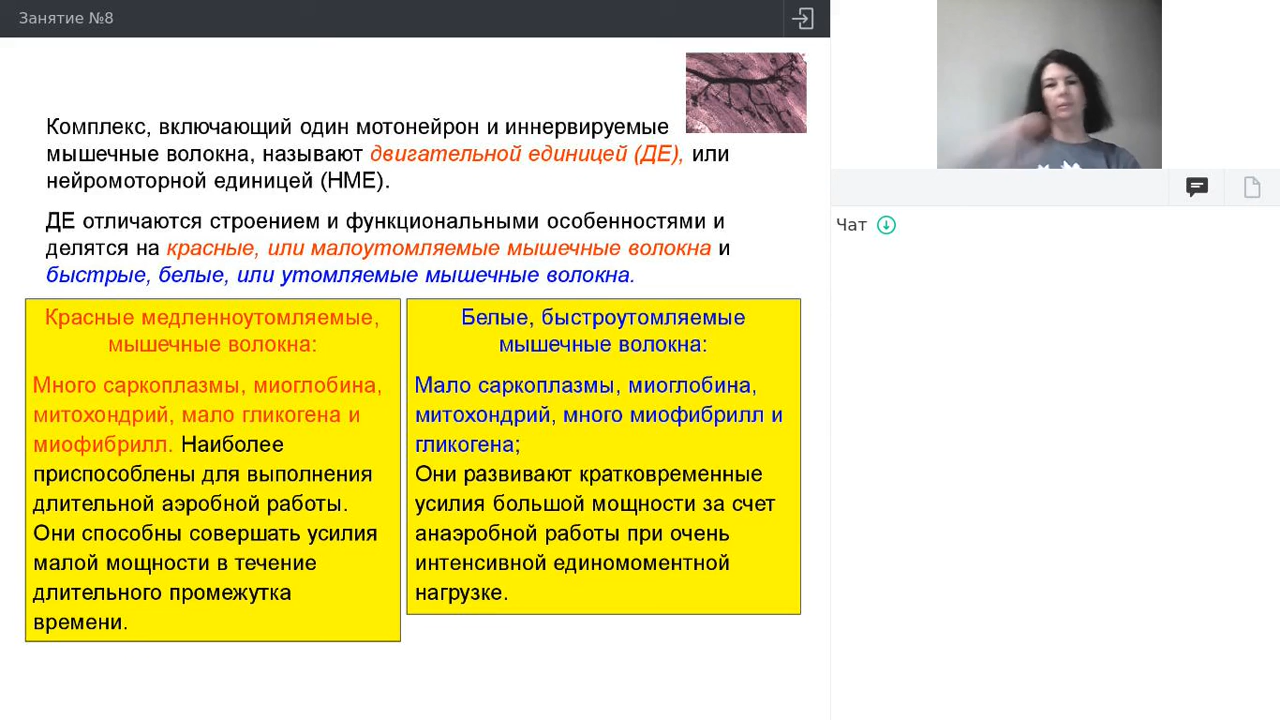 Занятие №8
Комплекс, включающий один мотонейрон и иннервируемые
мышечные волокна, называют двигательной единицей (ДЕ), или
нейромоторной единицей (НМЕ).
ДЕ отличаются строением и функциональными особенностями и
делятся на красные, или малоутомляемые мышечные волокна и
быстрые, белые, или утомляемые мышечные волокна.
Красные медленноутомляемые,
мышечные волокна:
Много саркоплазмы, миоглобина,
митохондрий, мало гликогена и
миофибрилл. Наиболее
приспособлены для выполнения
длительной аэробной работы.
Они способны совершать усилия
малой мощности в течение
длительного промежутка
времени.
Белые, быстроутомляемые
мышечные волокна:
Мало саркоплазмы, миоглобина,
митохондрий, много миофибрилл и
гликогена;
Они развивают кратковременные
усилия большой мощности за счет
анаэробной работы при очень
интенсивной единомоментной
нагрузке.
Чат